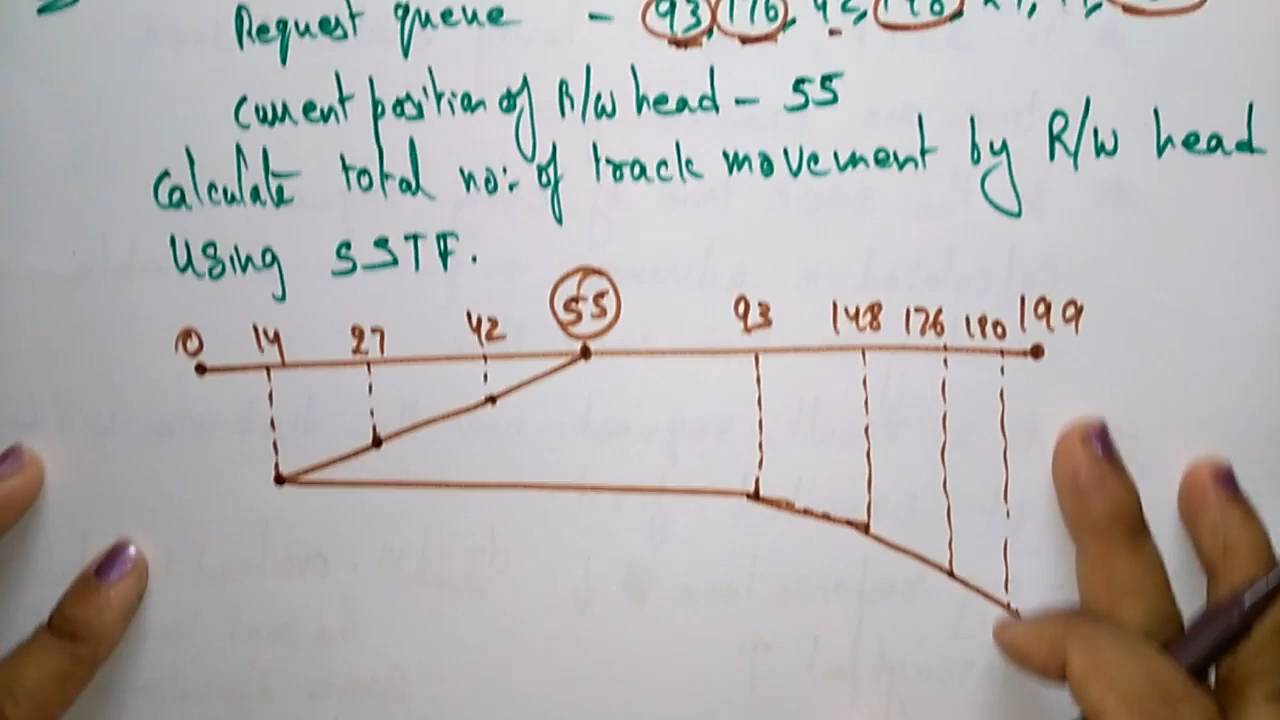 Request queue - 93, 176, 42,
Current position of R/W head - 55
Calculate total no: of track movement by R/W head
Using SSTF.
0 14 27 42 55 93 148 176 180 199